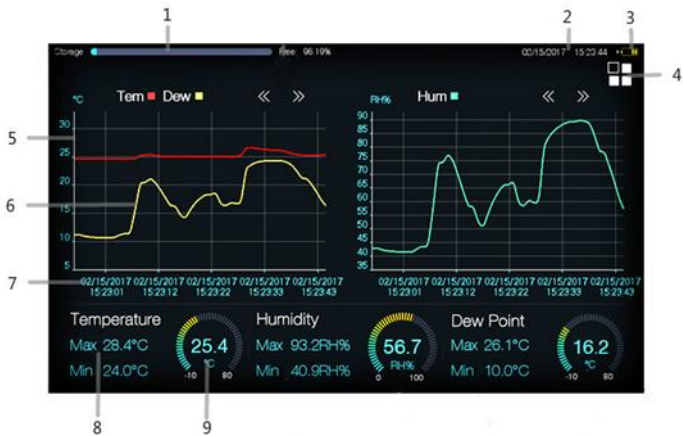 1
2
3
Storage Free: 96.19% 02/15/2017 15:23:44
4
°C Tem Dew
RH% Hum
5
6
7
30
25
20
15
10
5
90
85
80
75
70
65
60
55
50
45
40
35
02/15/2017 02/15/2017 02/15/2017 02/15/2017 02/15/2017
15:23:01 15:23:12 15:23:22 15:23:33 15:23:43
02/15/2017 02/15/2017 02/15/2017 02/15/2017 02/15/2017
15:23:01 15:23:12 15:23:22 15:23:33 15:23:43
Temperature
Max 28.4°C
Min 24.0°C
25.4
°C
-10 80
Humidity
Max 93.2RH%
Min 40.9RH%
56.7
RH%
0 100
Dew Point
Max 26.1°C
Min 10.0°C
16.2
°C
-10 80
8
9